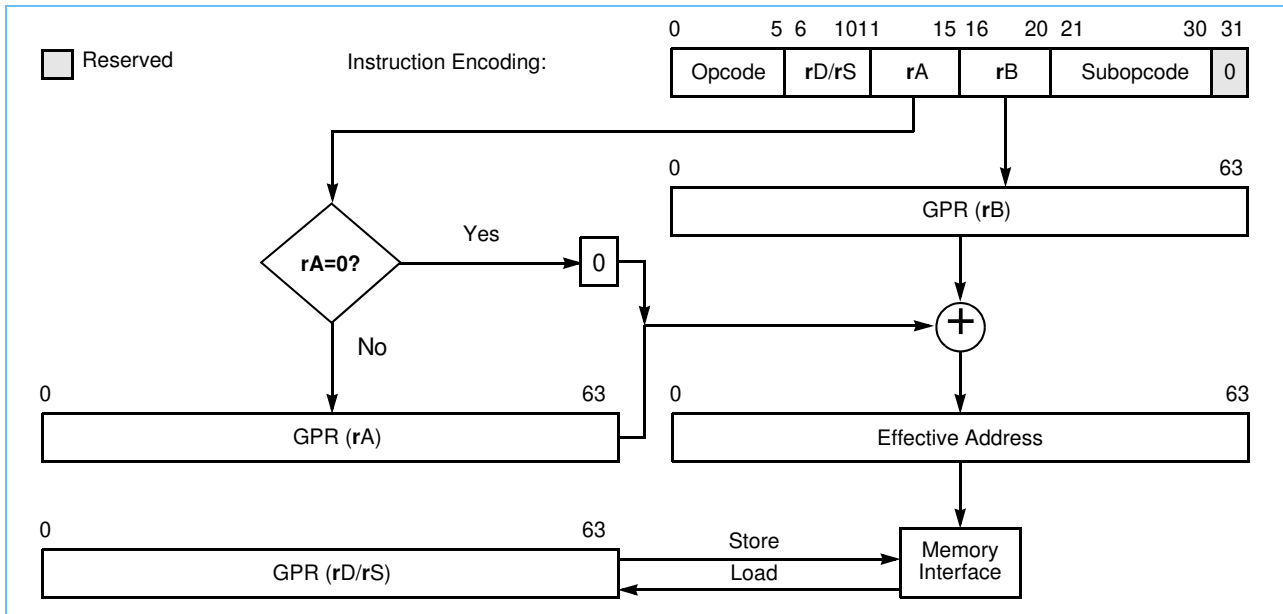 0 5 6 1011 15 16 20 21 30 31
Reserved Instruction Encoding: Opcode rD/rS rA rB Subopcode 0
0 63
GPR (rB)
Yes
rA=0? 0
+
No
0 63 0 63
GPR (rA) Effective Address
0 63
Store
GPR (rD/rS) Load Memory
Interface